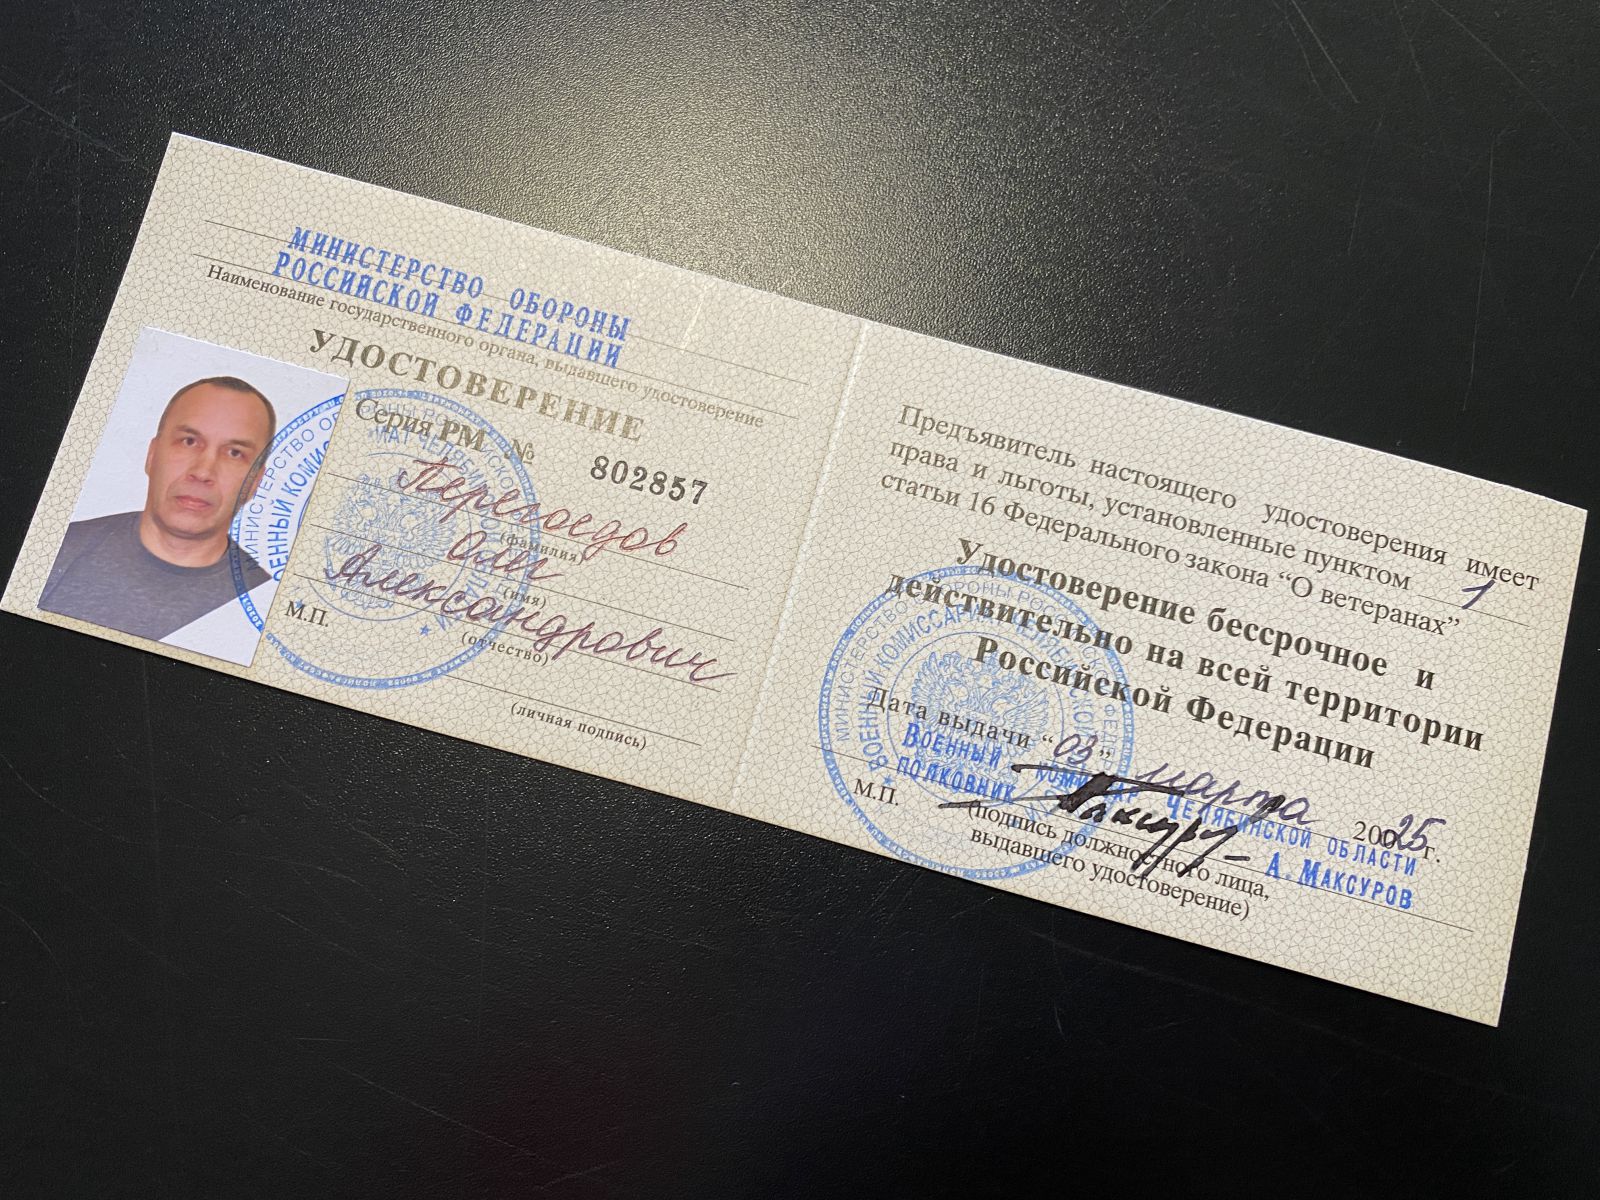 МИНИСТЕРСТВО ОБОРОНЫ
РОССИЙСКОЙ ФЕДЕРАЦИИ
Наименование государственного органа, выдавшего удостоверение
УДОСТОВЕРЕНИЕ
Серия РМ № 802857
Перегоедов
(фамилия)
Олег
(имя)
Александрович
(отчество)
М.П.
(личная подпись)
Предъявитель настоящего удостоверения имеет
права и льготы, установленные пунктом 1
статьи 16 Федерального закона “О ветеранах”
Удостоверение бессрочное и
действительно на всей территории
Российской Федерации
Дата выдачи “03” марта 20025г.
ВОЕННЫЙ КОМИССАР ЧЕЛЯБИНСКОЙ ОБЛАСТИ
ПОЛКОВНИК А. МАКСУРОВ
М.П.
(подпись должностного лица,
выдавшего удостоверение)